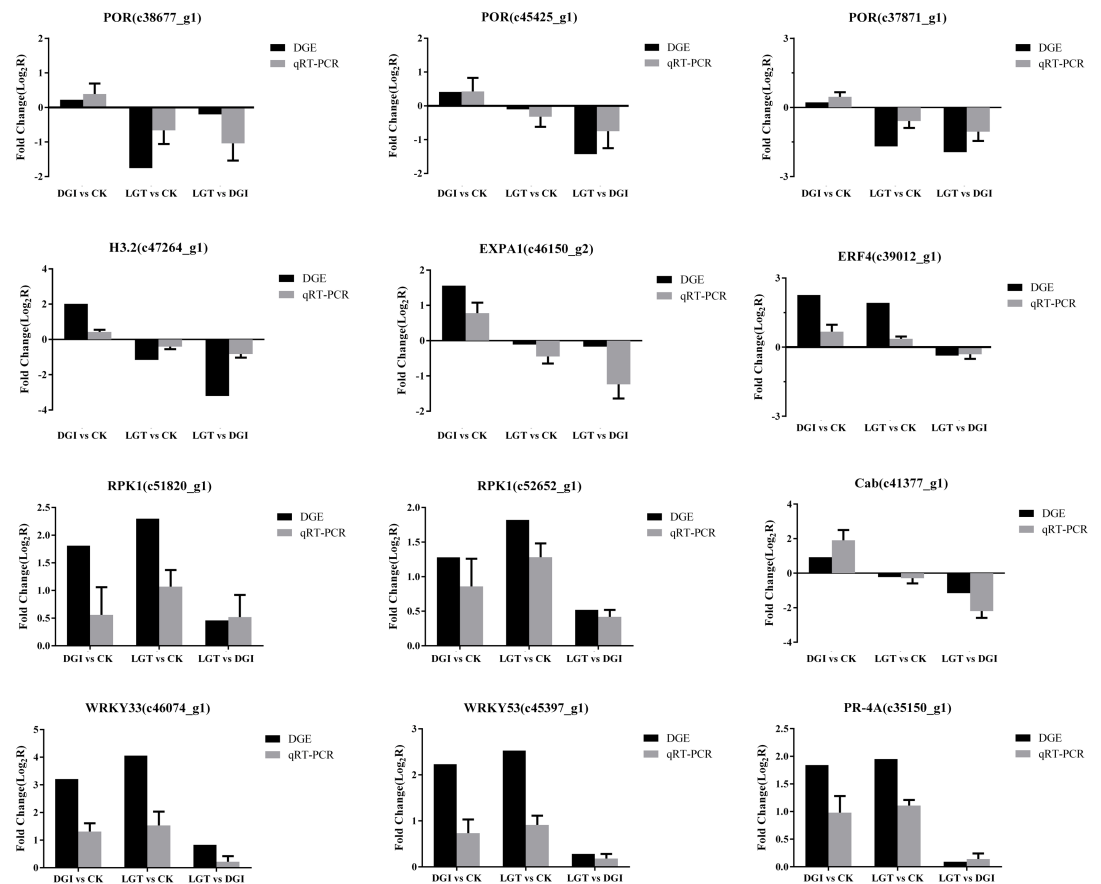 POR(c38677_g1)
Fold Change(Log2R)
2
1
0
-1
-2
DGE
qRT-PCR
DGI vs CK LGT vs CK LGT vs DGI
POR(c45425_g1)
Fold Change(Log2R)
2
1
0
-1
-2
DGE
qRT-PCR
DGI vs CK LGT vs CK LGT vs DGI
POR(c37871_g1)
Fold Change(Log2R)
3
0
-3
DGE
qRT-PCR
DGI vs CK LGT vs CK LGT vs DGI
H3.2(c47264_g1)
Fold Change(Log2R)
4
2
0
-2
-4
DGE
qRT-PCR
DGI vs CK LGT vs CK LGT vs DGI
EXPA1(c46150_g2)
Fold Change(Log2R)
2
1
0
-1
-2
DGE
qRT-PCR
DGI vs CK LGT vs CK LGT vs DGI
ERF4(c39012_g1)
Fold Change(Log2R)
3
0
-3
DGE
qRT-PCR
DGI vs CK LGT vs CK LGT vs DGI
RPK1(c51820_g1)
Fold Change(Log2R)
2.5
2.0
1.5
1.0
0.5
0.0
DGE
qRT-PCR
DGI vs CK LGT vs CK LGT vs DGI
RPK1(c52652_g1)
Fold Change(Log2R)
2.0
1.5
1.0
0.5
0.0
DGE
qRT-PCR
DGI vs CK LGT vs CK LGT vs DGI
Cab(c41377_g1)
Fold Change(Log2R)
4
2
0
-2
-4
DGE
qRT-PCR
DGI vs CK LGT vs CK LGT vs DGI
WRKY33(c46074_g1)
Fold Change(Log2R)
5
4
3
2
1
0
DGE
qRT-PCR
DGI vs CK LGT vs CK LGT vs DGI
WRKY53(c45397_g1)
Fold Change(Log2R)
3
2
1
0
DGE
qRT-PCR
DGI vs CK LGT vs CK LGT vs DGI
PR-4A(c35150_g1)
Fold Change(Log2R)
2.5
2.0
1.5
1.0
0.5
0.0
DGE
qRT-PCR
DGI vs CK LGT vs CK LGT vs DGI